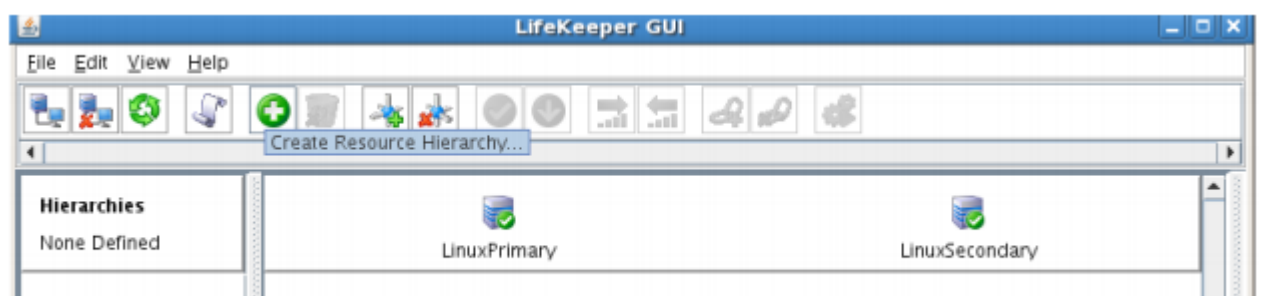 LifeKeeper GUI
File Edit View Help
Create Resource Hierarchy...
Hierarchies
None Defined
LinuxPrimary
LinuxSecondary